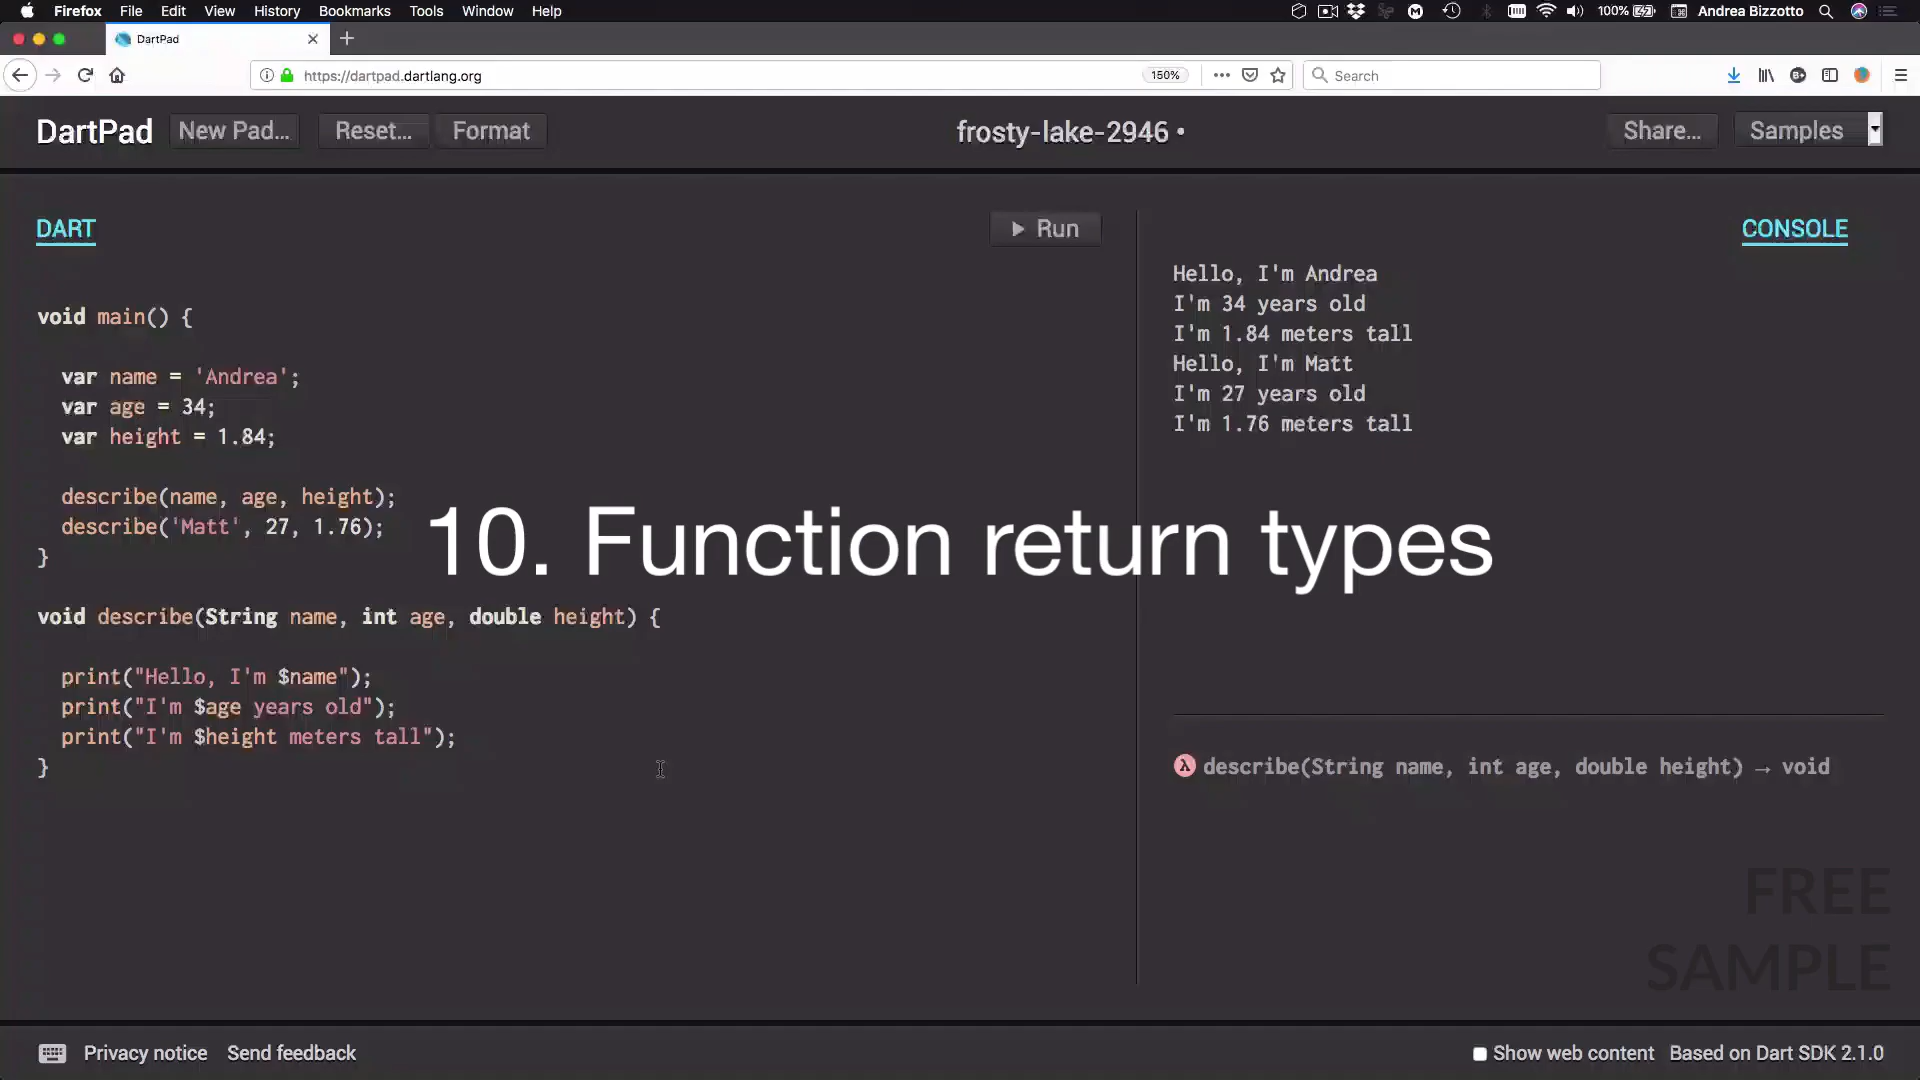 Firefox File Edit View History Bookmarks Tools Window Help 100% Andrea Bizzotto
DartPad
https://dartpad.dartlang.org 150% Search
DartPad New Pad... Reset... Format frosty-lake-2946 • Share... Samples
DART Run CONSOLE
void main() {
var name = 'Andrea';
var age = 34;
var height = 1.84;
describe(name, age, height);
describe('Matt', 27, 1.76);
}
void describe(String name, int age, double height) {
print("Hello, I'm $name");
print("I'm $age years old");
print("I'm $height meters tall");
}
10. Function return types
Hello, I'm Andrea
I'm 34 years old
I'm 1.84 meters tall
Hello, I'm Matt
I'm 27 years old
I'm 1.76 meters tall
λ describe(String name, int age, double height) → void
FREE
SAMPLE
Privacy notice Send feedback Show web content Based on Dart SDK 2.1.0